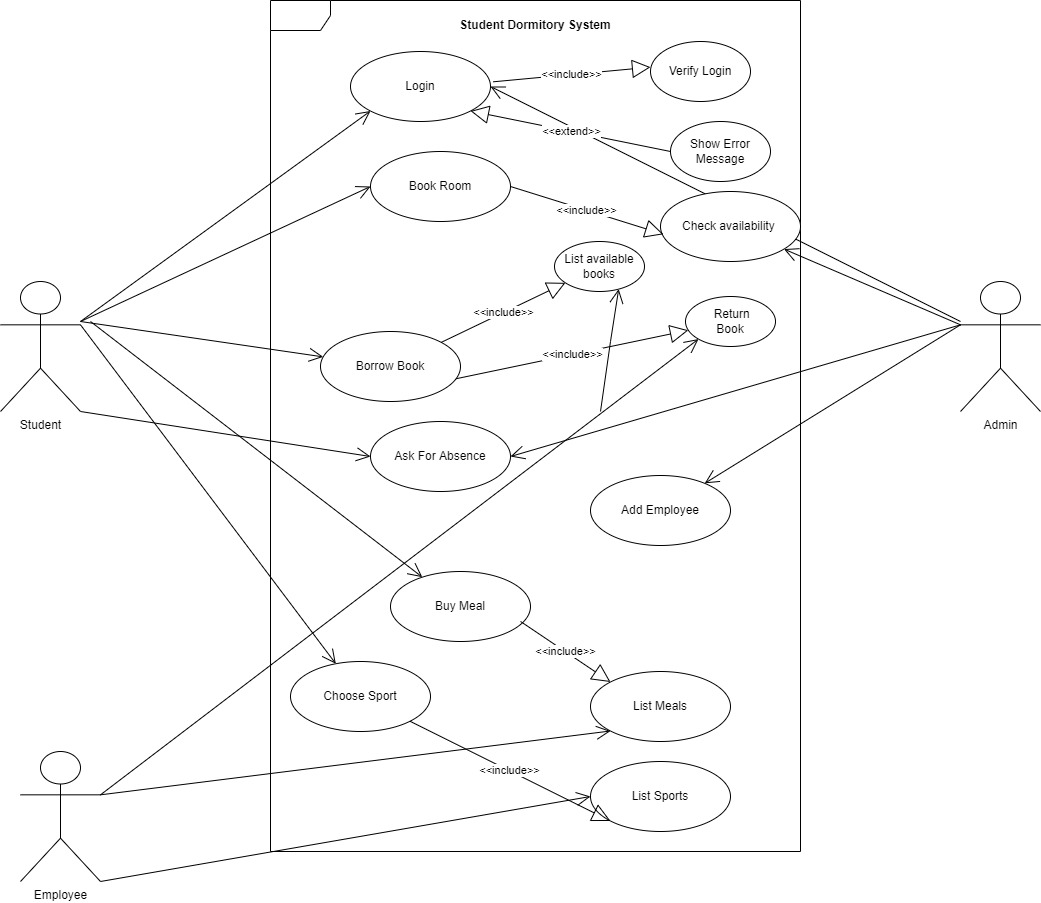 Student Dormitory System
Login
<<include>>
Verify Login
<<extend>>
Show Error
Message
Book Room
<<include>>
Check availability
List available
books
<<include>>
Return
Book
<<include>>
Borrow Book
Student
Admin
Ask For Absence
Add Employee
Buy Meal
<<include>>
Choose Sport
List Meals
<<include>>
List Sports
Employee